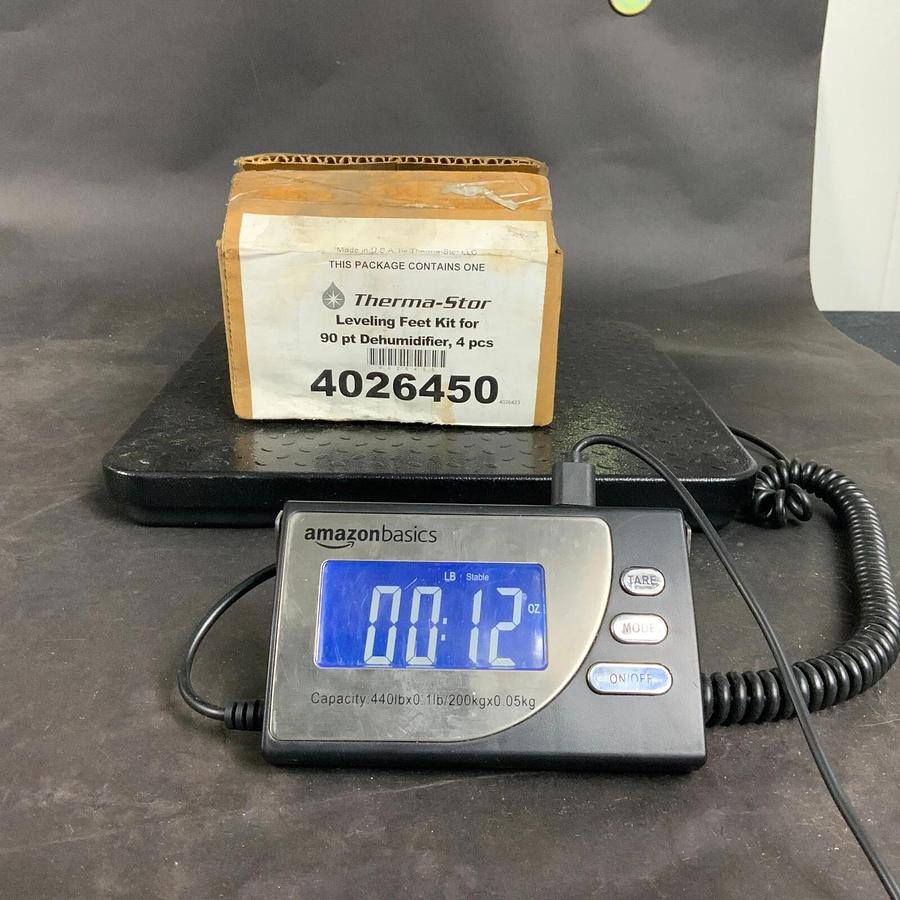 Made in U.S.A. by Therma-Stor LLC
THIS PACKAGE CONTAINS ONE
Therma-Stor
Leveling Feet Kit for
90 pt Dehumidifier, 4 pcs
4026450
amazonbasics
LB Stable
00:12 OZ
TARE
MODE
ON/OFF
Capacity:440lbx0.1lb/200kgx0.05kg